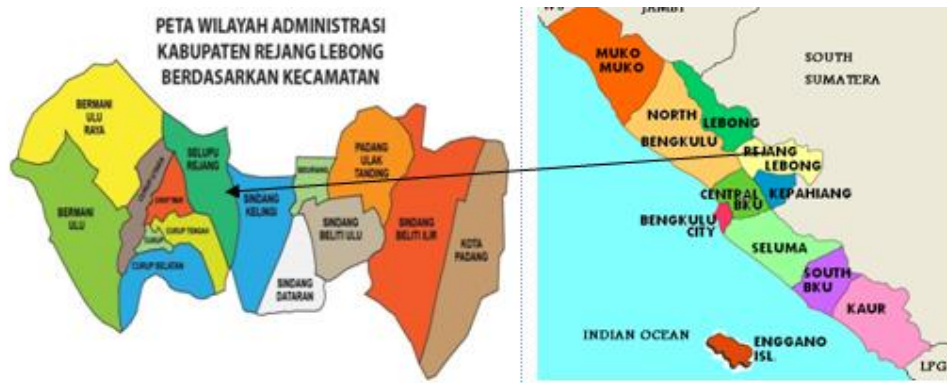 PETA WILAYAH ADMINISTRASI
KABUPATEN REJANG LEBONG
BERDASARKAN KECAMATAN
BERMANI
ULU
RAYA
SELUPU
REJANG
PADANG
ULAK
TANDING
BERMANI
ULU
CURUP
CURUP TENGAH
CURUP SELATAN
SINDANG
KELINGI
SINDANG
BELITI ULU
SINDANG
DATARAN
SINDANG
BELITI ILIR
KOTA
PADANG
JAMBI
MUKO
MUKO
SOUTH
SUMATERA
NORTH
BENGKULU
LEBONG
REJANG
LEBONG
CENTRAL
BKU
KEPAHIANG
BENGKULU
CITY
SELUMA
SOUTH
BKU
KAUR
INDIAN OCEAN
ENGGANO
ISL.
LPG